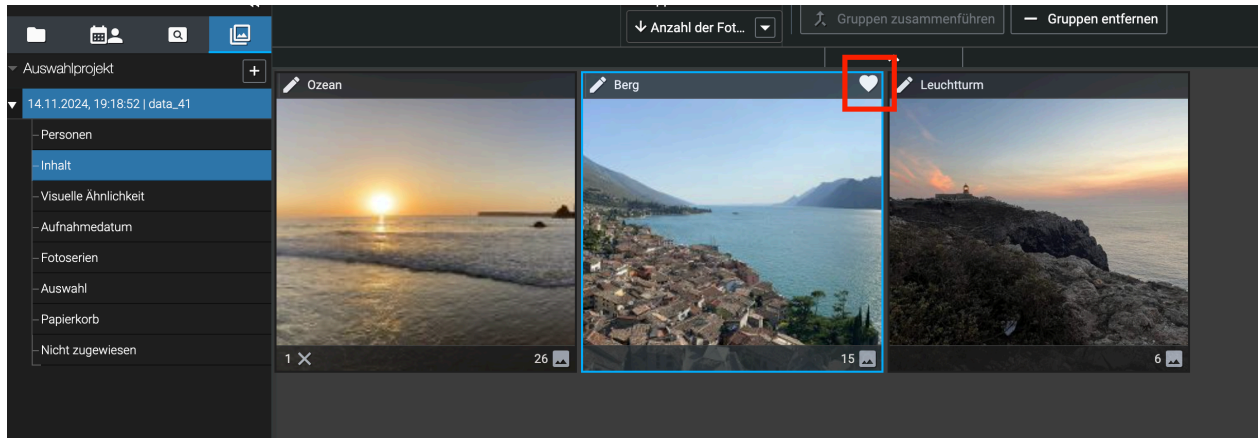 Anzahl der Fot...
Gruppen zusammenführen
Gruppen entfernen
Auswahlprojekt
14.11.2024, 19:18:52 | data_41
Personen
Inhalt
Visuelle Ähnlichkeit
Aufnahmedatum
Fotoserien
Auswahl
Papierkorb
Nicht zugewiesen
Ozean
1
26
Berg
15
Leuchtturm
6